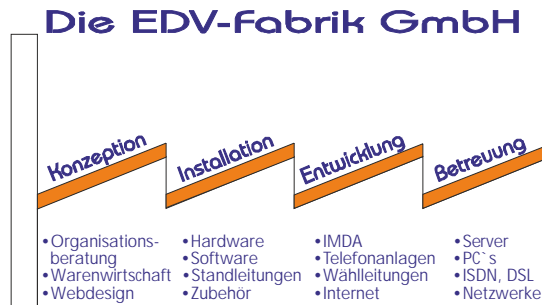 Die EDV-Fabrik GmbH
Konzeption
Installation
Entwicklung
Betreuung
•Organisations-
beratung
•Warenwirtschaft
•Webdesign
•Hardware
•Software
•Standleitungen
•Zubehör
•IMDA
•Telefonanlagen
•Wählleitungen
•Internet
•Server
•PC`s
•ISDN, DSL
•Netzwerke